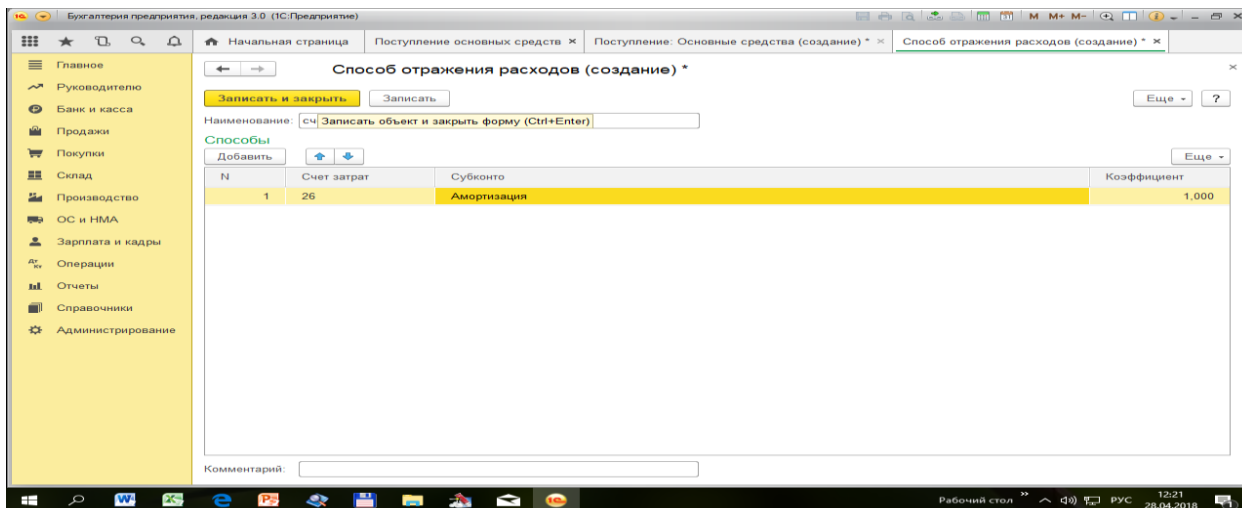 Бухгалтерия предприятия, редакция 3.0 (1С:Предприятие)
M M+ M-
Начальная страница
Поступление основных средств ×
Поступление: Основные средства (создание) * ×
Способ отражения расходов (создание) * ×
Главное
Руководителю
Банк и касса
Продажи
Покупки
Склад
Производство
ОС и НМА
Зарплата и кадры
Операции
Отчеты
Справочники
Администрирование
Способ отражения расходов (создание) *
Записать и закрыть
Записать
Еще
?
Наименование: сч
Записать объект и закрыть форму (Ctrl+Enter)
Способы
Добавить
Еще
N Счет затрат Субконто Коэффициент
1 26 Амортизация 1,000
Комментарий:
Рабочий стол » РУС 12:21
28.04.2018